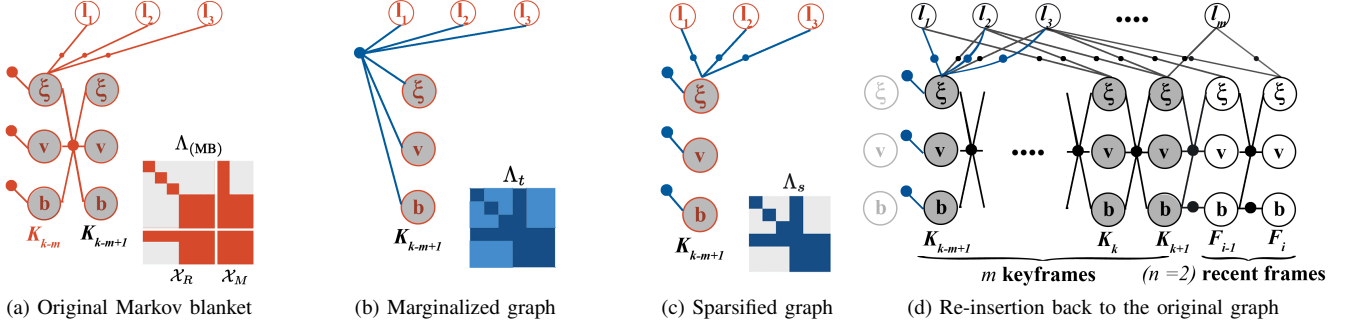 l1 l2 l3
ξ ξ
v v
b b
Kk-m Kk-m+1
Λ(MB)
𝒳R 𝒳M
(a) Original Markov blanket
l1 l2 l3
ξ
v
b
Kk-m+1
Λt
(b) Marginalized graph
l1 l2 l3
ξ
v
b
Kk-m+1
Λs
(c) Sparsified graph
l1 l2 l3 •••• lm
ξ ξ ξ ξ ξ ξ
v v •••• v v v v
b b b b b b
Kk-m+1 Kk Kk+1 Fi-1 Fi
m keyframes (n =2) recent frames
(d) Re-insertion back to the original graph